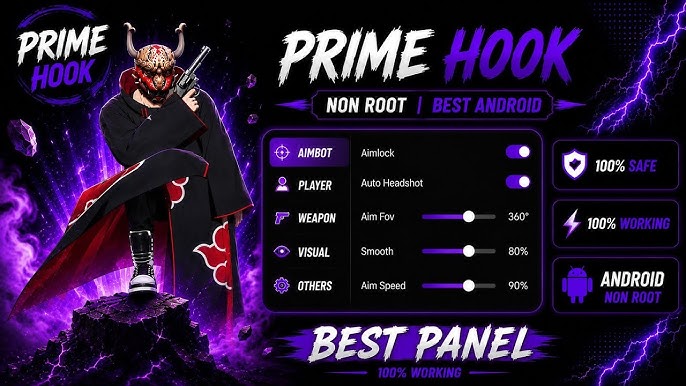 PRIME
HOOK
PRIME HOOK
NON ROOT | BEST ANDROID
AIMBOT
PLAYER
WEAPON
VISUAL
OTHERS
Aimlock
Auto Headshot
Aim Fov 360°
Smooth 80%
Aim Speed 90%
100% SAFE
100% WORKING
ANDROID
NON ROOT
BEST PANEL
100% WORKING